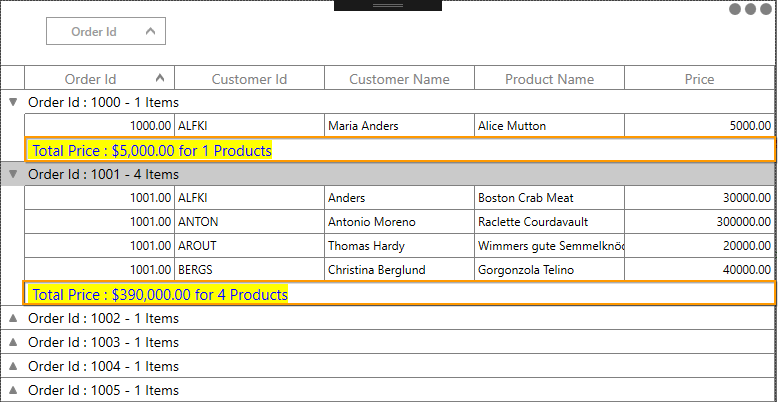 Order Id
Order Id Customer Id Customer Name Product Name Price
Order Id : 1000 - 1 Items
1000.00 ALFKI Maria Anders Alice Mutton 5000.00
Total Price : $5,000.00 for 1 Products
Order Id : 1001 - 4 Items
1001.00 ALFKI Anders Boston Crab Meat 30000.00
1001.00 ANTON Antonio Moreno Raclette Courdavault 300000.00
1001.00 AROUT Thomas Hardy Wimmers gute Semmelknöd 20000.00
1001.00 BERGS Christina Berglund Gorgonzola Telino 40000.00
Total Price : $390,000.00 for 4 Products
Order Id : 1002 - 1 Items
Order Id : 1003 - 1 Items
Order Id : 1004 - 1 Items
Order Id : 1005 - 1 Items